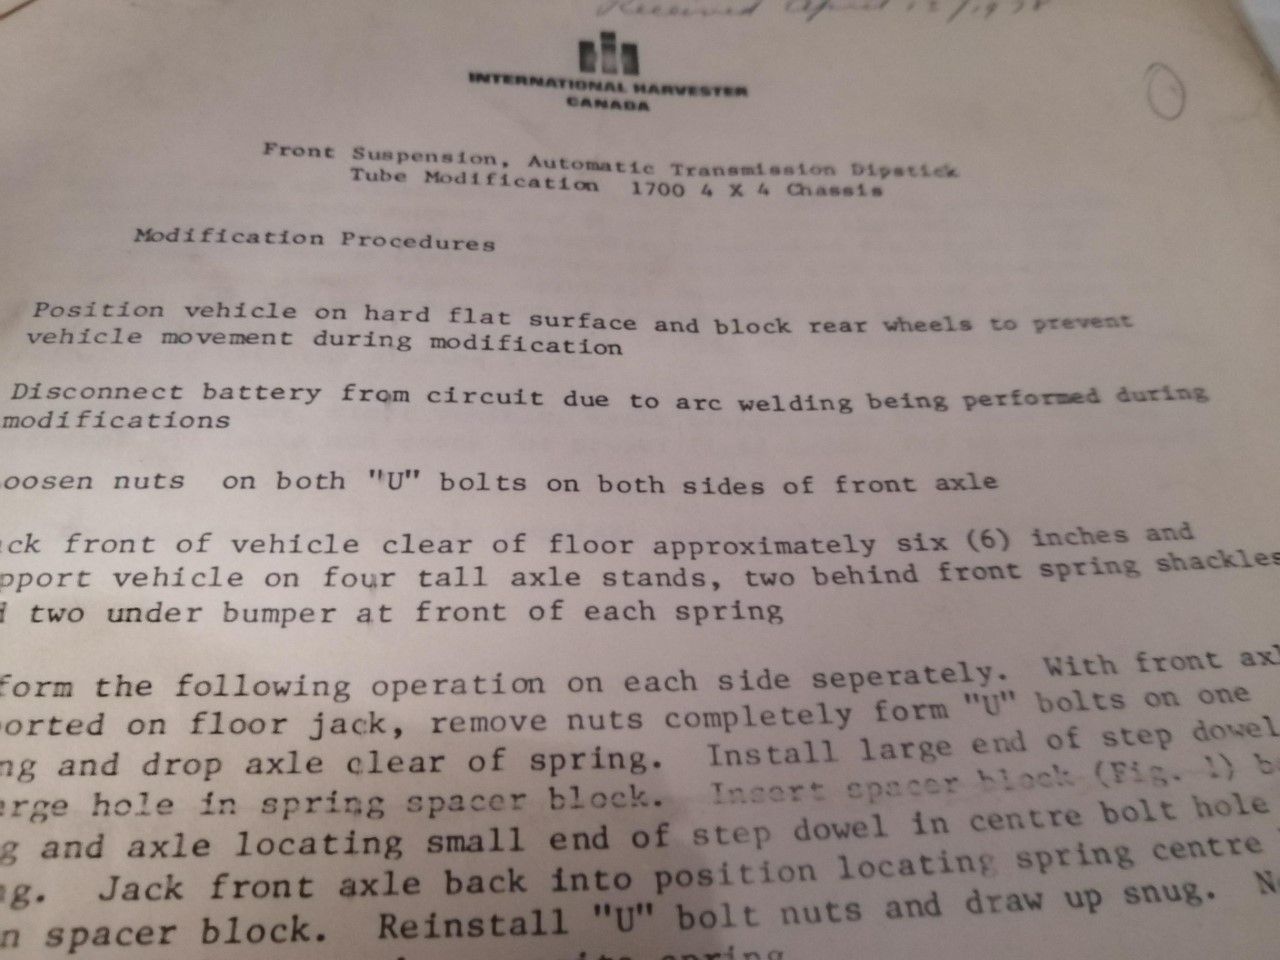 Received April 1971
INTERNATIONAL HARVESTER
CANADA
Front Suspension, Automatic Transmission Dipstick
Tube Modification 1700 4 X 4 Chassis
Modification Procedures
Position vehicle on hard flat surface and block rear wheels to prevent
vehicle movement during modification
Disconnect battery from circuit due to arc welding being performed during
modifications
oosen nuts on both "U" bolts on both sides of front axle
ck front of vehicle clear of floor approximately six (6) inches and
pport vehicle on four tall axle stands, two behind front spring shackles
d two under bumper at front of each spring
form the following operation on each side seperately. With front axl
orted on floor jack, remove nuts completely form "U" bolts on one
ng and drop axle clear of spring. Install large end of step dowel
arge hole in spring spacer block. Insert spacer block (Fig. 1) b
g and axle locating small end of step dowel in centre bolt hole
ng. Jack front axle back into position locating spring centre
n spacer block. Reinstall "U" bolt nuts and draw up snug. No
spring